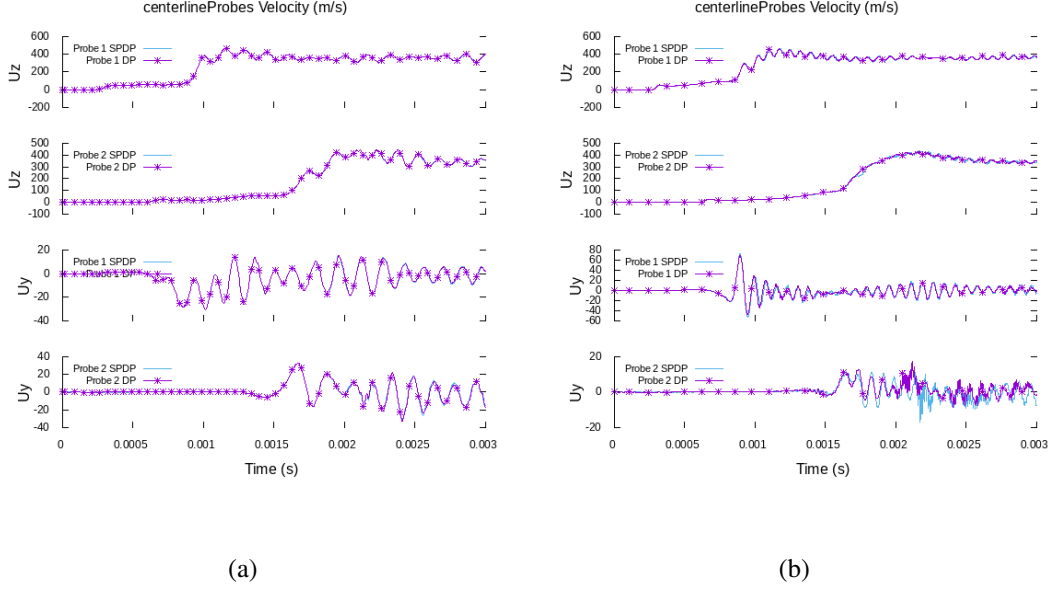 centerlineProbes Velocity (m/s)
Uz
600
400
200
0
-200
Probe 1 SPDP
Probe 1 DP
Uz
500
400
300
200
100
0
-100
Probe 2 SPDP
Probe 2 DP
Uy
20
0
-20
-40
Probe 1 SPDP
Probe 1 DP
Uy
40
20
0
-20
-40
Probe 2 SPDP
Probe 2 DP
0 0.0005 0.001 0.0015 0.002 0.0025 0.003
Time (s)
(a)
centerlineProbes Velocity (m/s)
Uz
600
400
200
0
-200
Probe 1 SPDP
Probe 1 DP
Uz
500
400
300
200
100
0
-100
Probe 2 SPDP
Probe 2 DP
Uy
80
60
40
20
0
-20
-40
-60
Probe 1 SPDP
Probe 1 DP
Uy
20
0
-20
Probe 2 SPDP
Probe 2 DP
0 0.0005 0.001 0.0015 0.002 0.0025 0.003
Time (s)
(b)